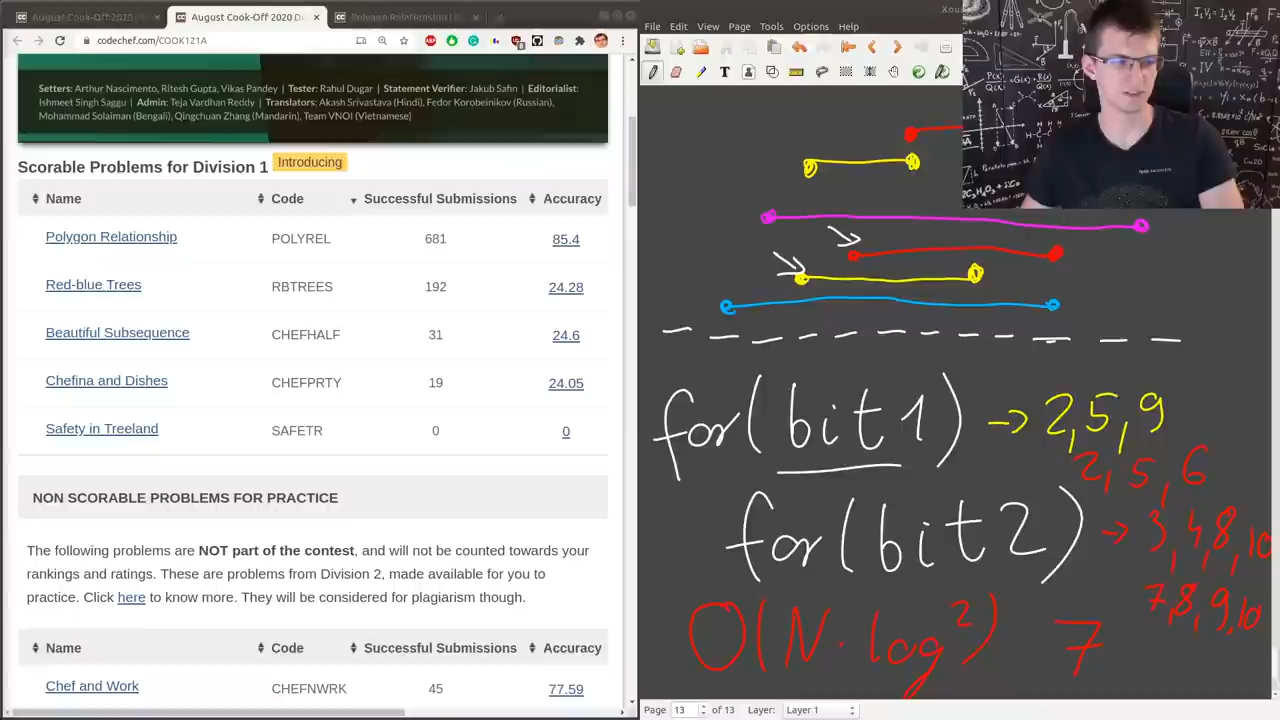 August Cook-Off 2020
August Cook-Off 2020 D
Polygon Relationship |
codechef.com/COOK121A
Setters: Arthur Nascimento, Ritesh Gupta, Vikas Pandey | Tester: Rahul Dugar | Statement Verifier: Jakub Safin | Editorialist:
Ishmeet Singh Saggu | Admin: Teja Vardhan Reddy | Translators: Akash Srivastava (Hindi), Fedor Korobeinikov (Russian),
Mohammad Solaiman (Bengali), Qingchuan Zhang (Mandarin), Team VNOI (Vietnamese)
Scorable Problems for Division 1 Introducing
Name Code Successful Submissions Accuracy
Polygon Relationship POLYREL 681 85.4
Red-blue Trees RBTREES 192 24.28
Beautiful Subsequence CHEFHALF 31 24.6
Chefina and Dishes CHEFPRTY 19 24.05
Safety in Treeland SAFETR 0 0
NON SCORABLE PROBLEMS FOR PRACTICE
The following problems are NOT part of the contest, and will not be counted towards your
rankings and ratings. These are problems from Division 2, made available for you to
practice. Click here to know more. They will be considered for plagiarism though.
Name Code Successful Submissions Accuracy
Chef and Work CHEFNWRK 45 77.59
Xou
File Edit View Journal Tools Plugin Help
for(bit1) → 2,5,9
2,5,6
for(bit2) → 3,4,8,10
7,8,9,10
O(N·log²) 7
Page 13 of 13 Layer: Layer 1